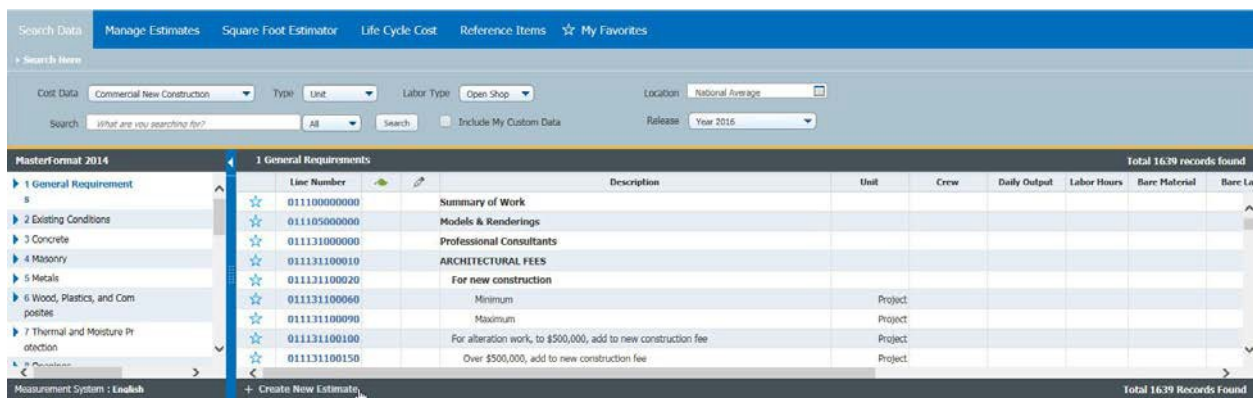 Search Data Manage Estimates Square Foot Estimator Life Cycle Cost Reference Items My Favorites
Search Here
Cost Data Commercial New Construction Type Unit Labor Type Open Shop Location National Average
Search What are you searching for? All Search Include My Custom Data Release Year 2016
MasterFormat 2014 1 General Requirements Total 1639 records found
Line Number Description Unit Crew Daily Output Labor Hours Bare Material Bare La
1 General Requirement
s
2 Existing Conditions
3 Concrete
4 Masonry
5 Metals
6 Wood, Plastics, and Com
posites
7 Thermal and Moisture Pr
otection
8 Openings
011100000000 Summary of Work
011105000000 Models & Renderings
011131000000 Professional Consultants
011131100010 ARCHITECTURAL FEES
011131100020 For new construction
011131100060 Minimum Project
011131100090 Maximum Project
011131100100 For alteration work, to $500,000, add to new construction fee Project
011131100150 Over $500,000, add to new construction fee Project
Measurement System : English + Create New Estimate Total 1639 Records Found